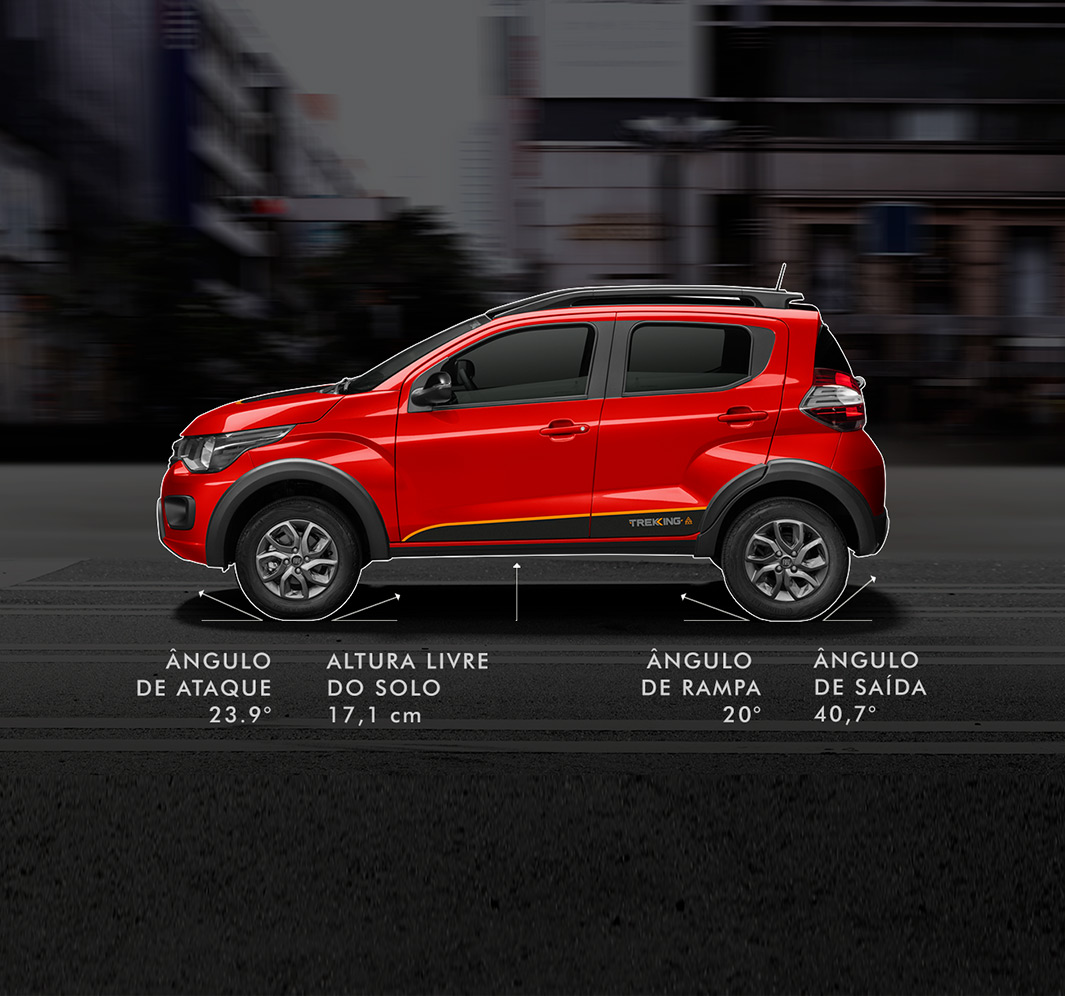 TREKKING
ÂNGULO
DE ATAQUE
23.9°
ALTURA LIVRE
DO SOLO
17,1 cm
ÂNGULO
DE RAMPA
20°
ÂNGULO
DE SAÍDA
40,7°